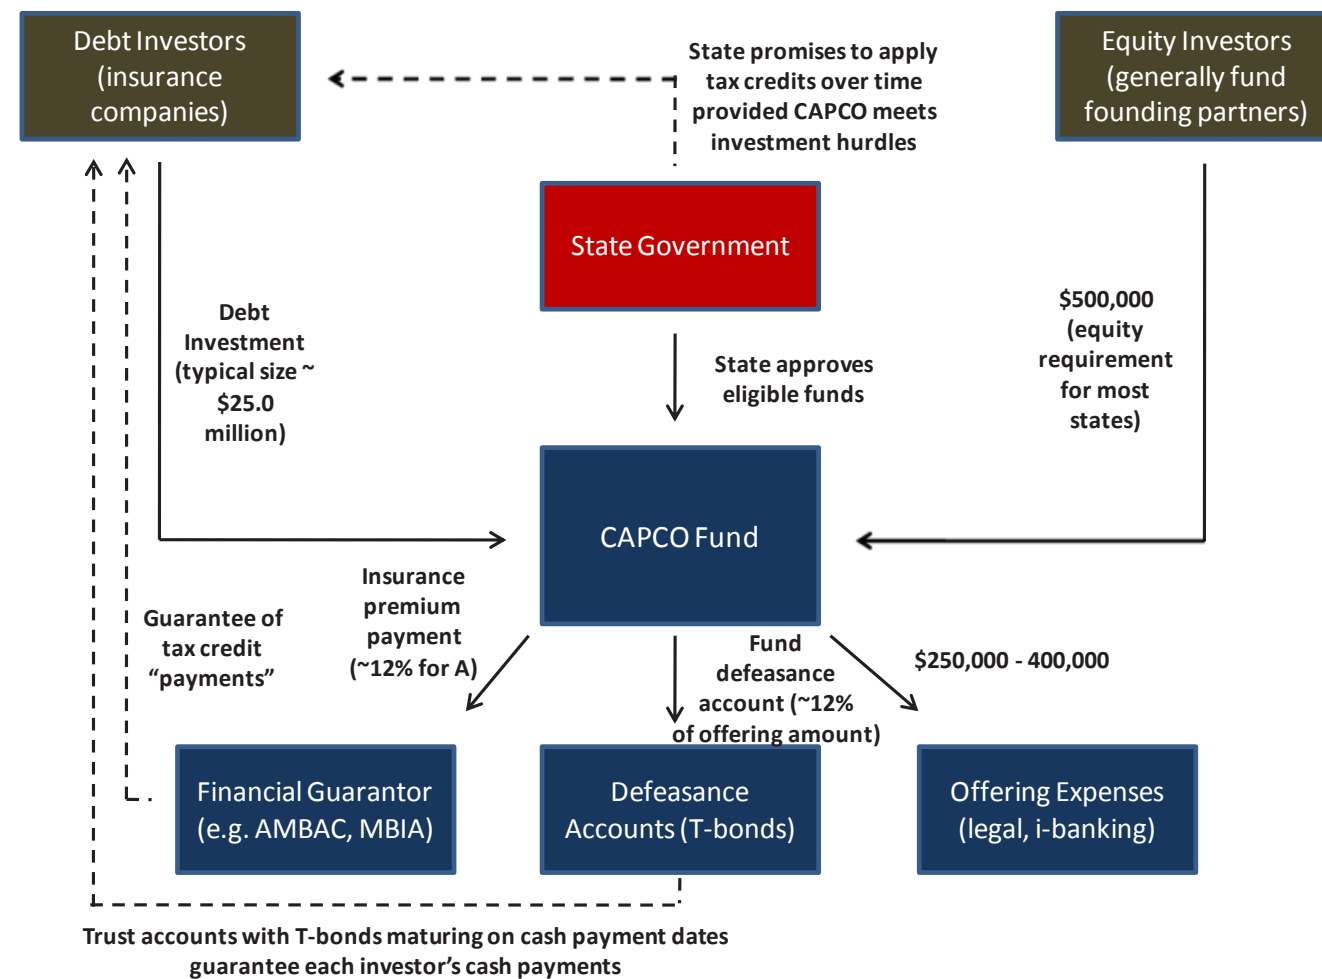 Debt Investors
(insurance
companies)
State promises to apply
tax credits over time
provided CAPCO meets
investment hurdles
Equity Investors
(generally fund
founding partners)
State Government
Debt
Investment
(typical size ~
$25.0
million)
State approves
eligible funds
$500,000
(equity
requirement
for most
states)
CAPCO Fund
Guarantee of
tax credit
“payments”
Insurance
premium
payment
(~12% for A)
Fund
defeasance
account (~12%
of offering amount)
$250,000 - 400,000
Financial Guarantor
(e.g. AMBAC, MBIA)
Defeasance
Accounts (T-bonds)
Offering Expenses
(legal, i-banking)
Trust accounts with T-bonds maturing on cash payment dates
guarantee each investor’s cash payments